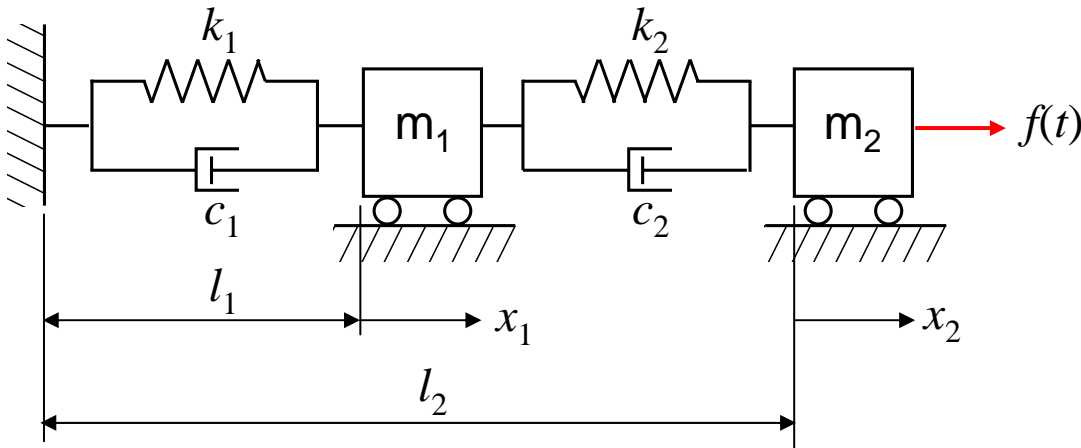 k₁ k₂
m₁ m₂ f(t)
c₁ c₂
l₁ x₁ x₂
l₂